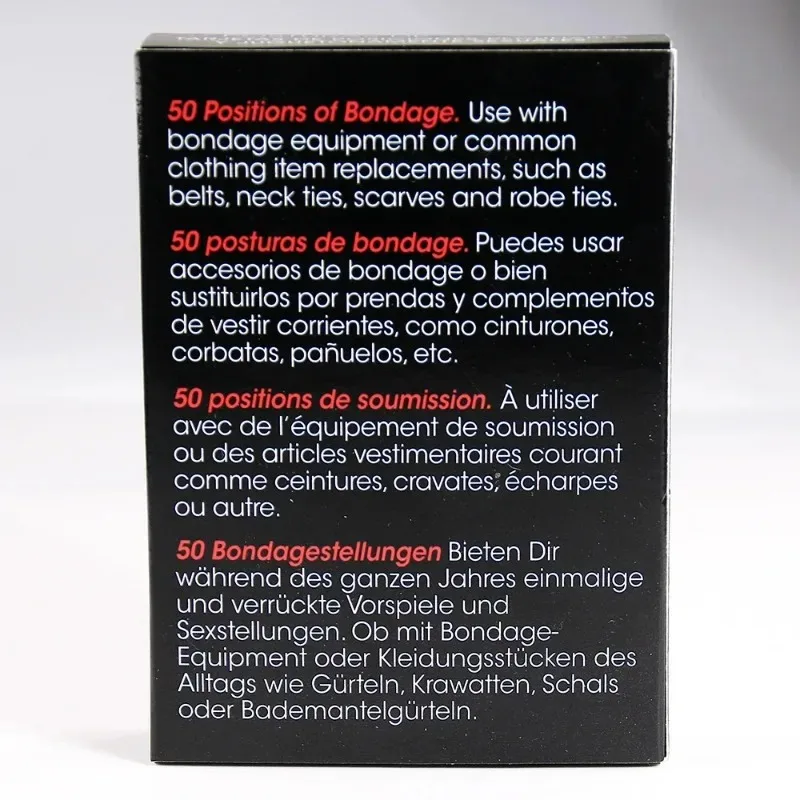 50 Positions of Bondage. Use with
bondage equipment or common
clothing item replacements, such as
belts, neck ties, scarves and robe ties.
50 posturas de bondage. Puedes usar
accesorios de bondage o bien
sustituirlos por prendas y complementos
de vestir corrientes, como cinturones,
corbatas, pañuelos, etc.
50 positions de soumission. À utiliser
avec de l'équipement de soumission
ou des articles vestimentaires courant
comme ceintures, cravates, écharpes
ou autre.
50 Bondagestellungen Bieten Dir
während des ganzen Jahres einmalige
und verrückte Vorspiele und
Sexstellungen. Ob mit Bondage-
Equipment oder Kleidungsstücken des
Alltags wie Gürteln, Krawatten, Schals
oder Bademantelgürteln.